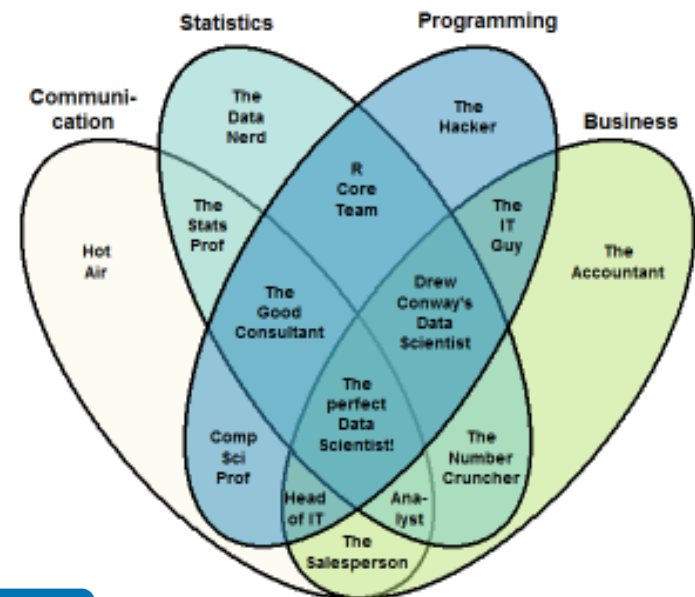 Statistics
Programming
Communi-
cation
Business
The
Data
Nerd
The
Hacker
R
Core
Team
The
Stats
Prof
The
IT
Guy
Hot
Air
The
Accountant
The
Good
Consultant
Drew
Conway's
Data
Scientist
The
perfect
Data
Scientist!
Comp
Sci
Prof
The
Number
Cruncher
Head
of IT
Ana-
lyst
The
Salesperson